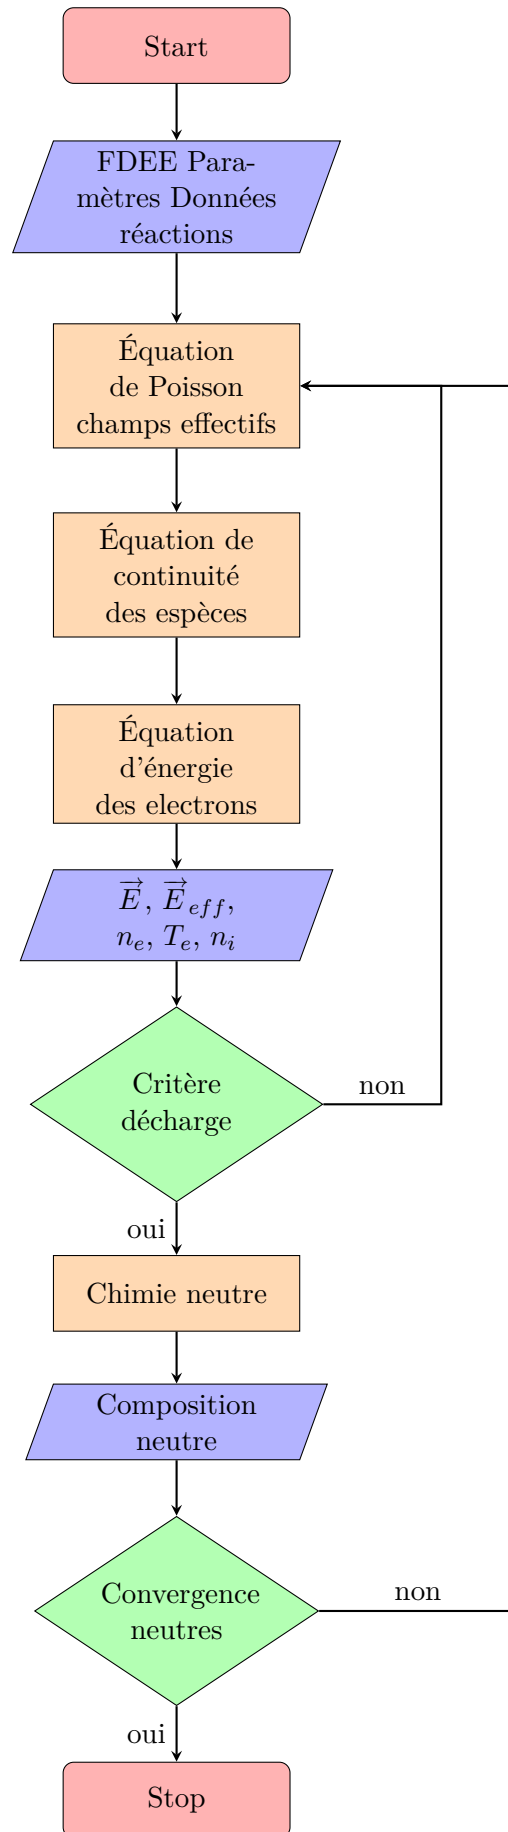 Start
FDEE Para-
mètres Données
réactions
Équation
de Poisson
champs effectifs
Équation de
continuité
des espèces
Équation
d'énergie
des electrons
$\overrightarrow{E}$, $\overrightarrow{E}_{eff}$,
$n_e$, $T_e$, $n_i$
Critère
décharge
non
oui
Chimie neutre
Composition
neutre
Convergence
neutres
non
oui
Stop